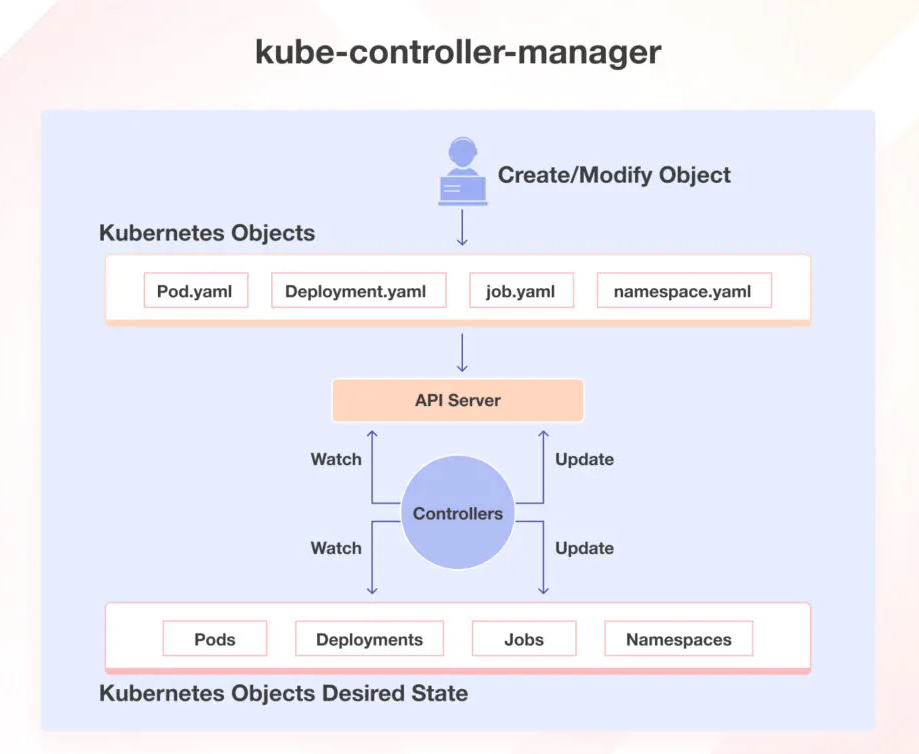 kube-controller-manager
Create/Modify Object
Kubernetes Objects
Pod.yaml
Deployment.yaml
job.yaml
namespace.yaml
API Server
Watch
Update
Controllers
Watch
Update
Pods
Deployments
Jobs
Namespaces
Kubernetes Objects Desired State